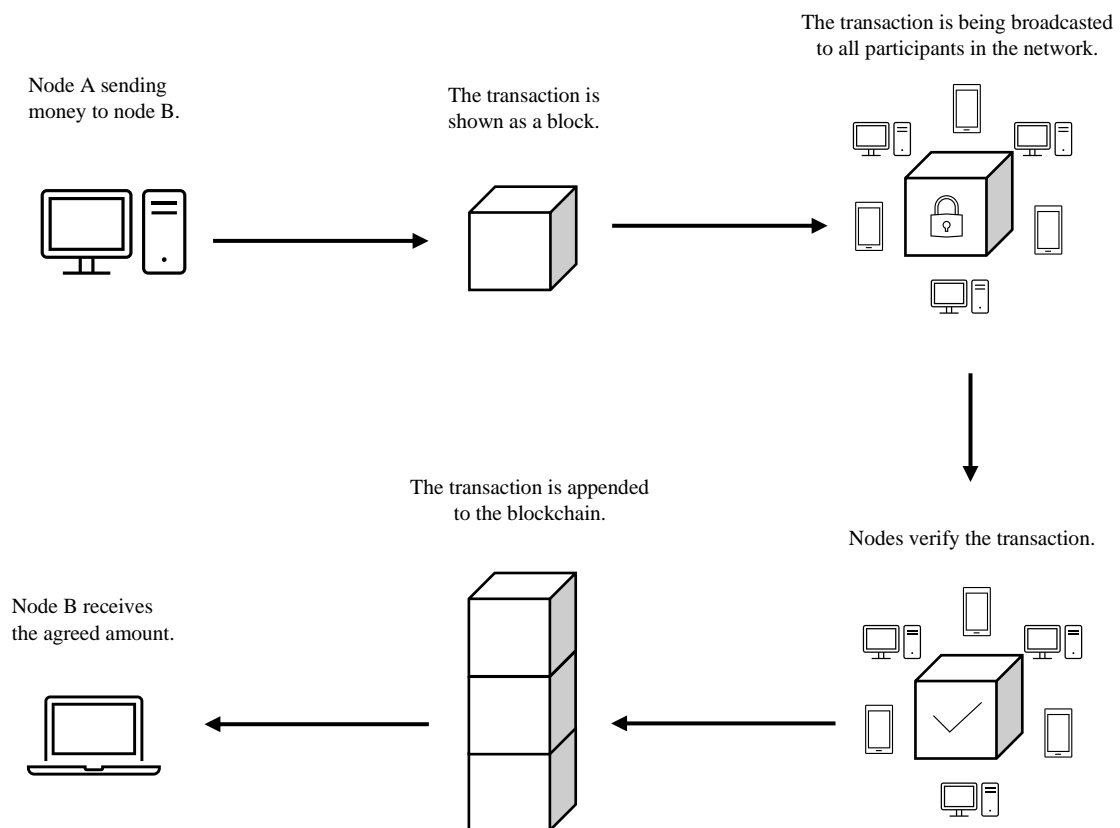 Node A sending
money to node B.
The transaction is
shown as a block.
The transaction is being broadcasted
to all participants in the network.
Nodes verify the transaction.
The transaction is appended
to the blockchain.
Node B receives
the agreed amount.